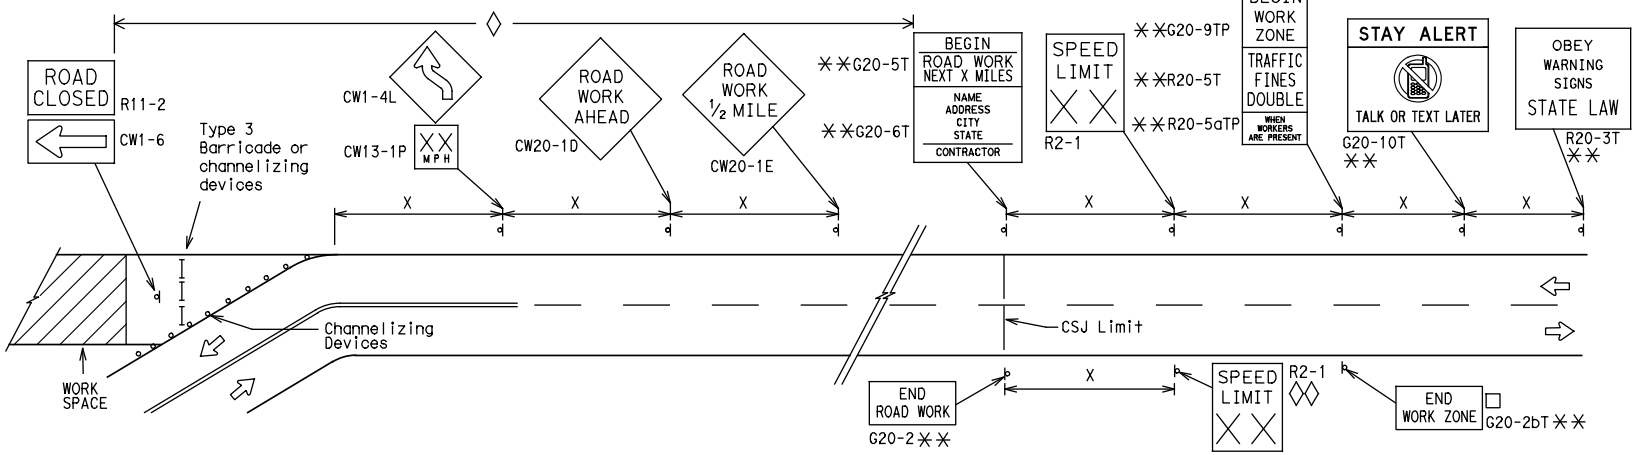 ROAD
CLOSED
R11-2
CW1-6
Type 3
Barricade or
channelizing
devices
CW1-4L
XX
MPH
CW13-1P
ROAD
WORK
AHEAD
CW20-1D
ROAD
WORK
1/2 MILE
CW20-1E
**G20-5T
BEGIN
ROAD WORK
NEXT X MILES
**G20-6T
NAME
ADDRESS
CITY
STATE
CONTRACTOR
SPEED
LIMIT
XX
R2-1
**G20-9TP
BEGIN
WORK
ZONE
**R20-5T
TRAFFIC
FINES
DOUBLE
**R20-5aTP
WHEN
WORKERS
ARE PRESENT
STAY ALERT
TALK OR TEXT LATER
G20-10T
**
OBEY
WARNING
SIGNS
STATE LAW
R20-3T
**
X
X
X
X
X
X
Channelizing
Devices
WORK
SPACE
CSJ Limit
X
END
ROAD WORK
G20-2**
SPEED
LIMIT
XX
R2-1
END
WORK ZONE
G20-2bT**